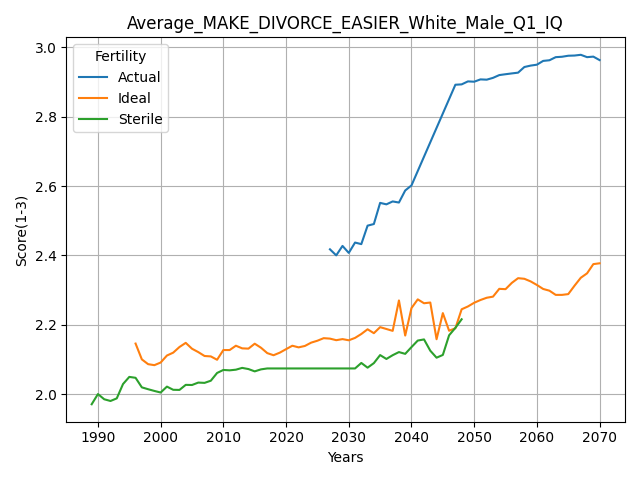 Average_MAKE_DIVORCE_EASIER_White_Male_Q1_IQ
Fertility
Actual
Ideal
Sterile
Score(1-3)
3.0
2.8
2.6
2.4
2.2
2.0
1990 2000 2010 2020 2030 2040 2050 2060 2070
Years